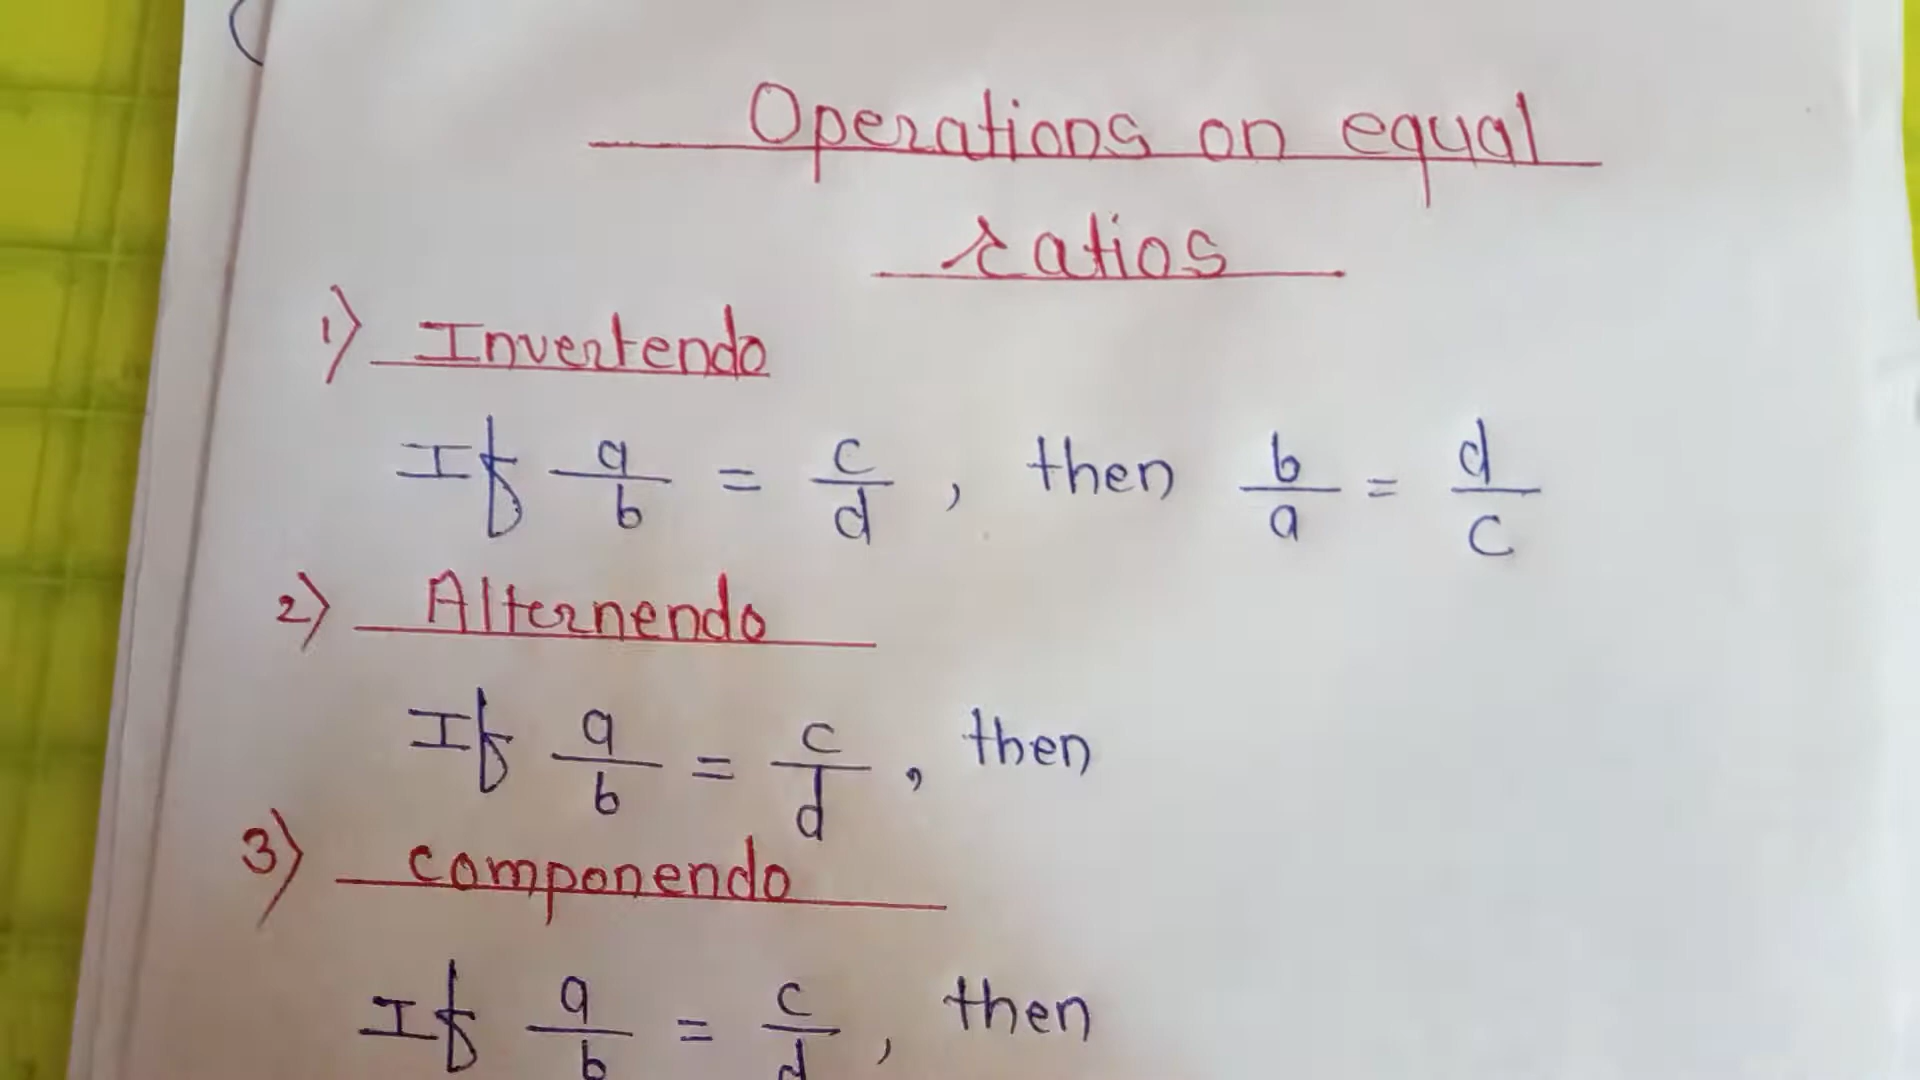 Operations on equal
ratios
1) Invertendo
If a/b = c/d, then b/a = d/c
2) Alternendo
If a/b = c/d, then
3) componendo
If a/b = c/d, then